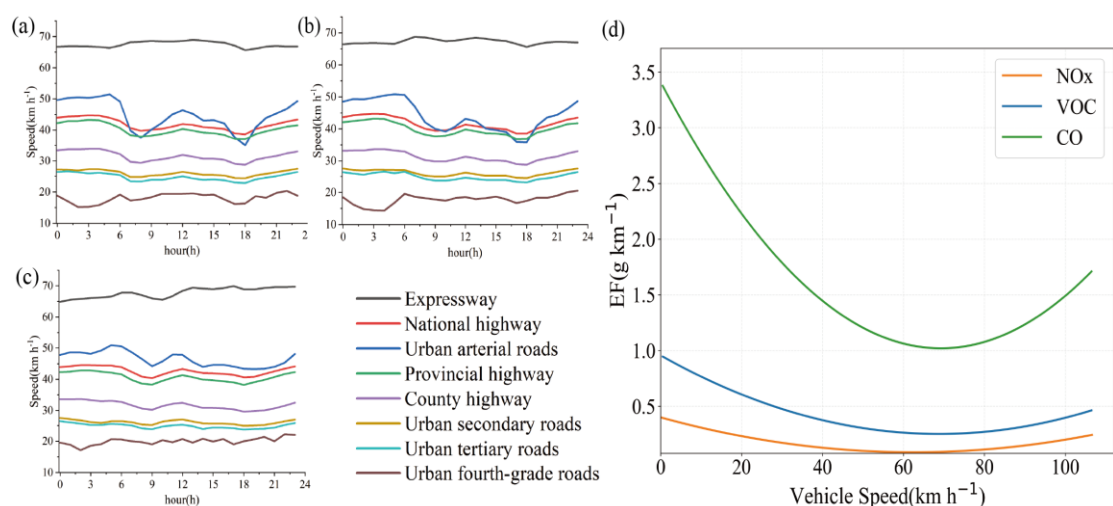 (a)
Speed(km h⁻¹)
70
60
50
40
30
20
10
0 3 6 9 12 15 18 21 2
hour(h)
(b)
70
60
50
40
30
20
10
0 3 6 9 12 15 18 21 24
hour(h)
(c)
Speed(km h⁻¹)
70
60
50
40
30
20
10
0 3 6 9 12 15 18 21 24
hour(h)
Expressway
National highway
Urban arterial roads
Provincial highway
County highway
Urban secondary roads
Urban tertiary roads
Urban fourth-grade roads
(d)
EF(g km⁻¹)
3.5
3.0
2.5
2.0
1.5
1.0
0.5
0 20 40 60 80 100
Vehicle Speed(km h⁻¹)
NOx
VOC
CO